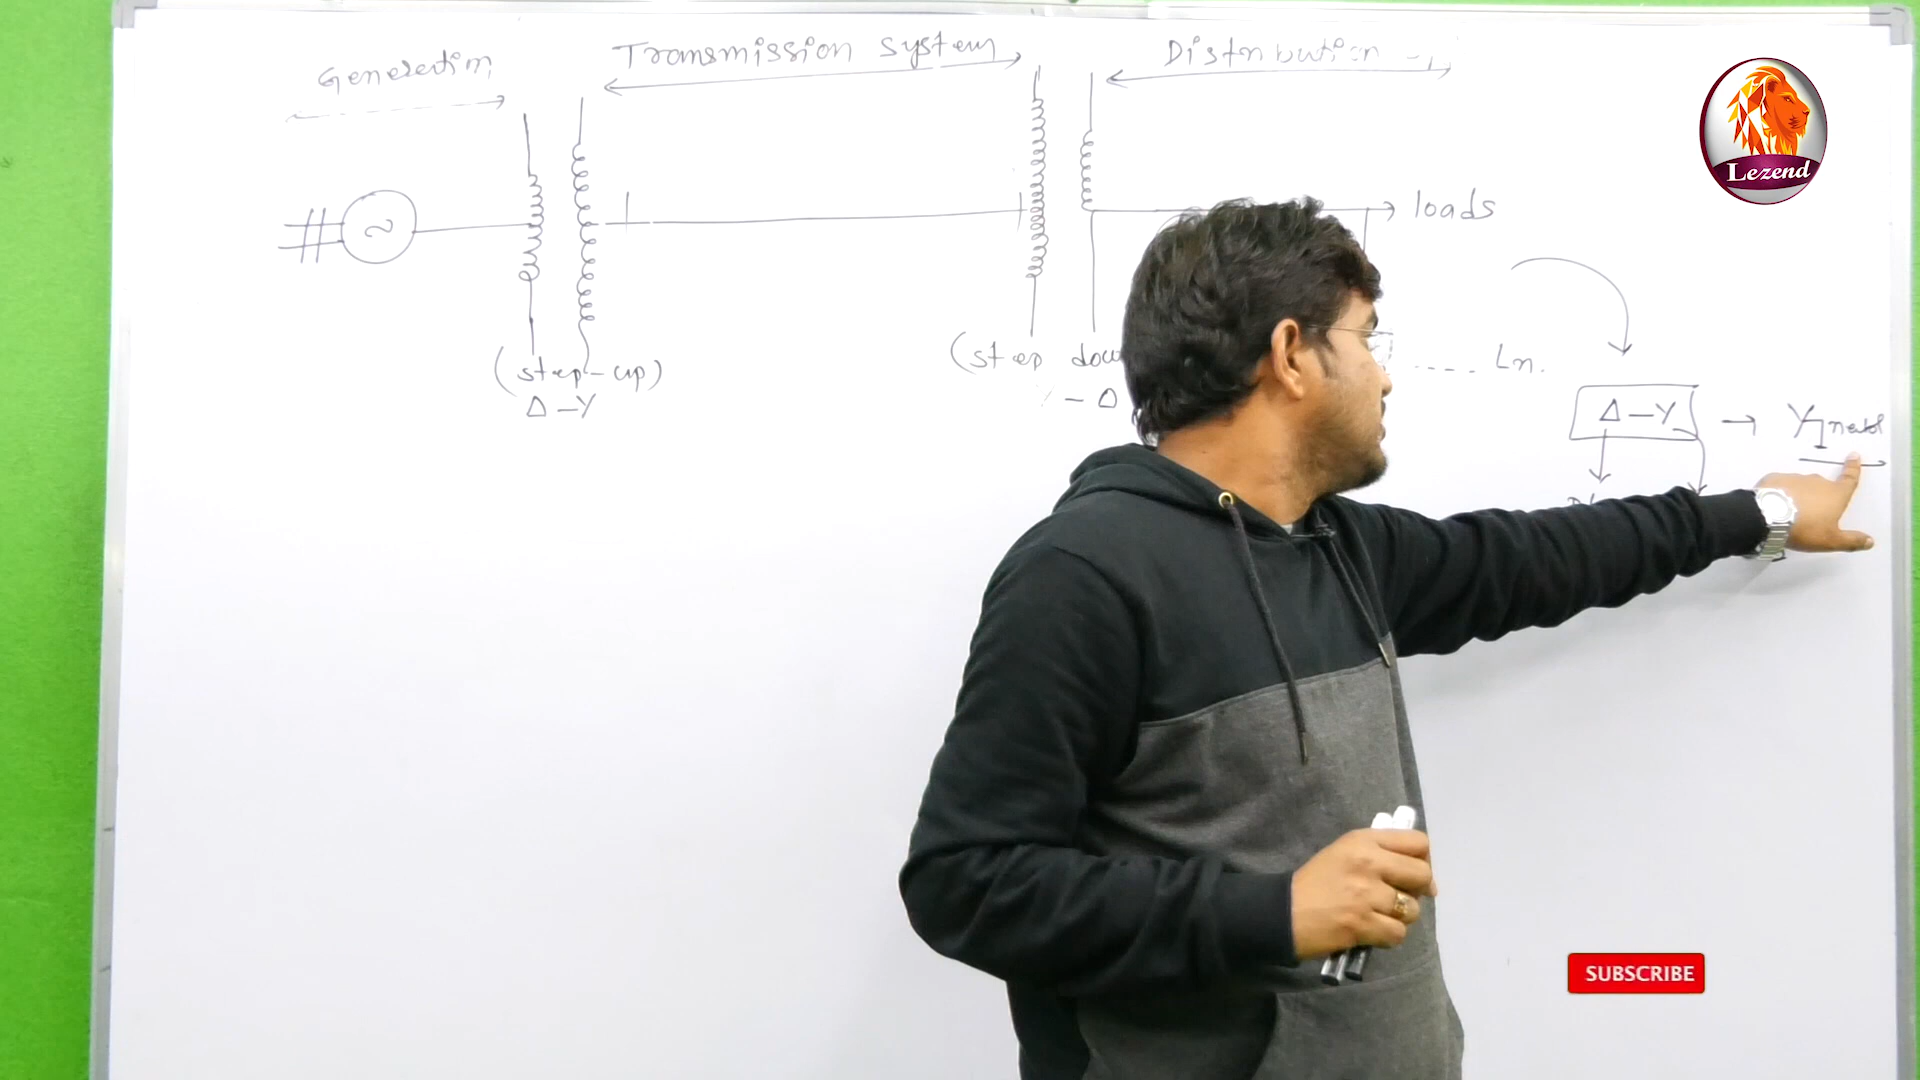 Generation
Transmission System
Distribution
Lezend
loads
~
(step-up)
Δ-Y
(step dow
- Δ
---- Ln.
Δ-Y → Y
SUBSCRIBE